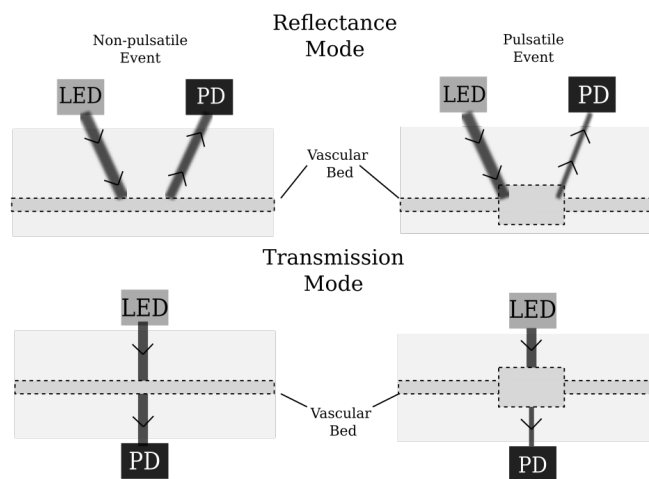 Reflectance
Mode
Non-pulsatile
Event
Pulsatile
Event
LED
PD
LED
PD
Vascular
Bed
Transmission
Mode
LED
LED
Vascular
Bed
PD
PD